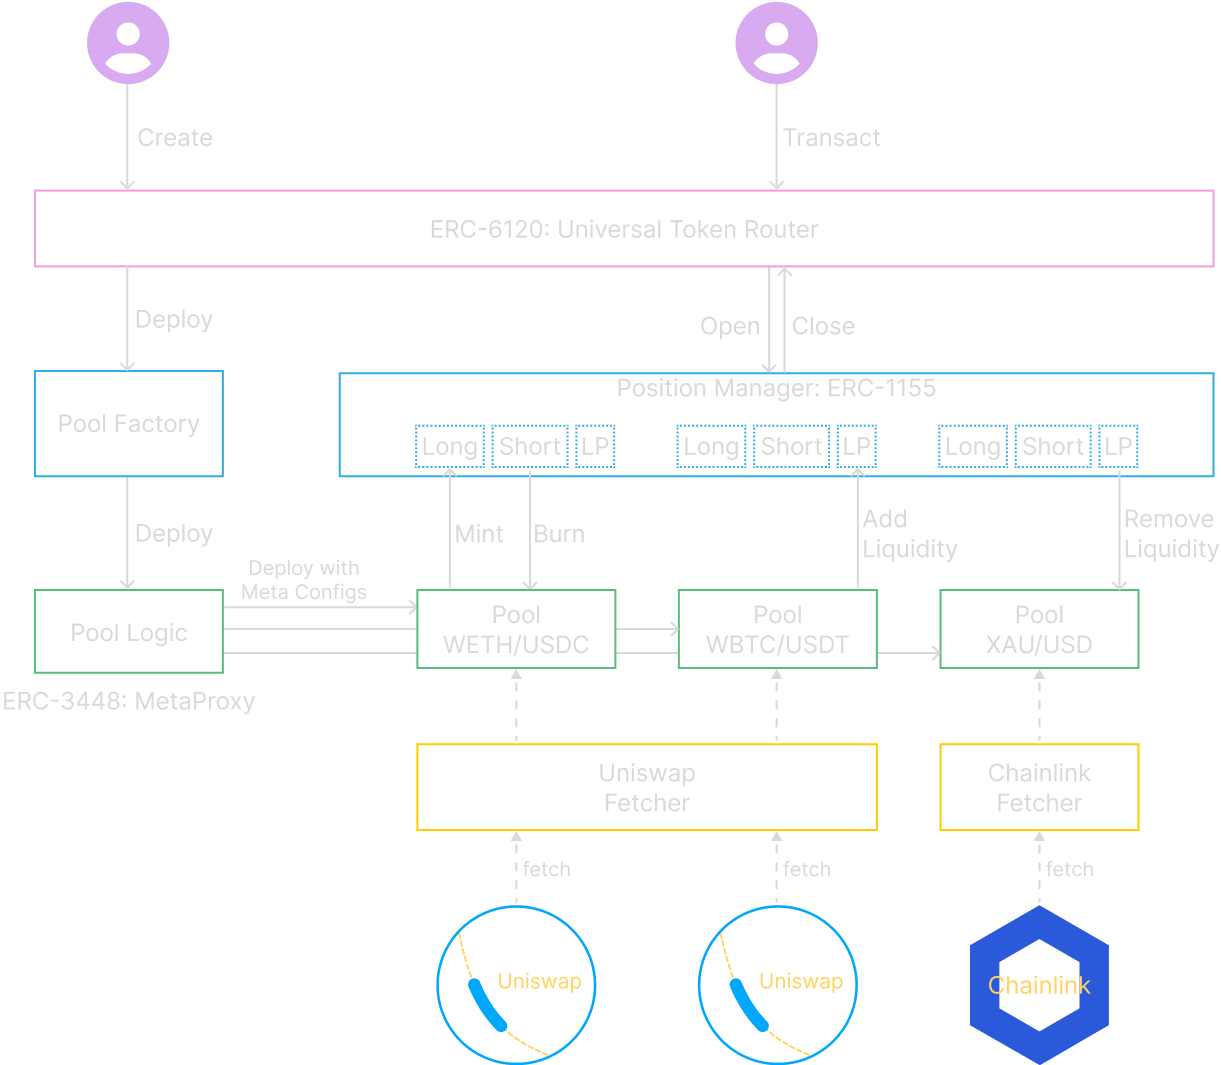 Create
Transact
ERC-6120: Universal Token Router
Deploy
Open
Close
Pool Factory
Position Manager: ERC-1155
Long
Short
LP
Long
Short
LP
Long
Short
LP
Deploy
Mint
Burn
Add
Liquidity
Remove
Liquidity
Deploy with
Meta Configs
Pool Logic
Pool
WETH/USDC
Pool
WBTC/USDT
Pool
XAU/USD
ERC-3448: MetaProxy
Uniswap
Fetcher
Chainlink
Fetcher
fetch
fetch
fetch
Uniswap
Uniswap
Chainlink